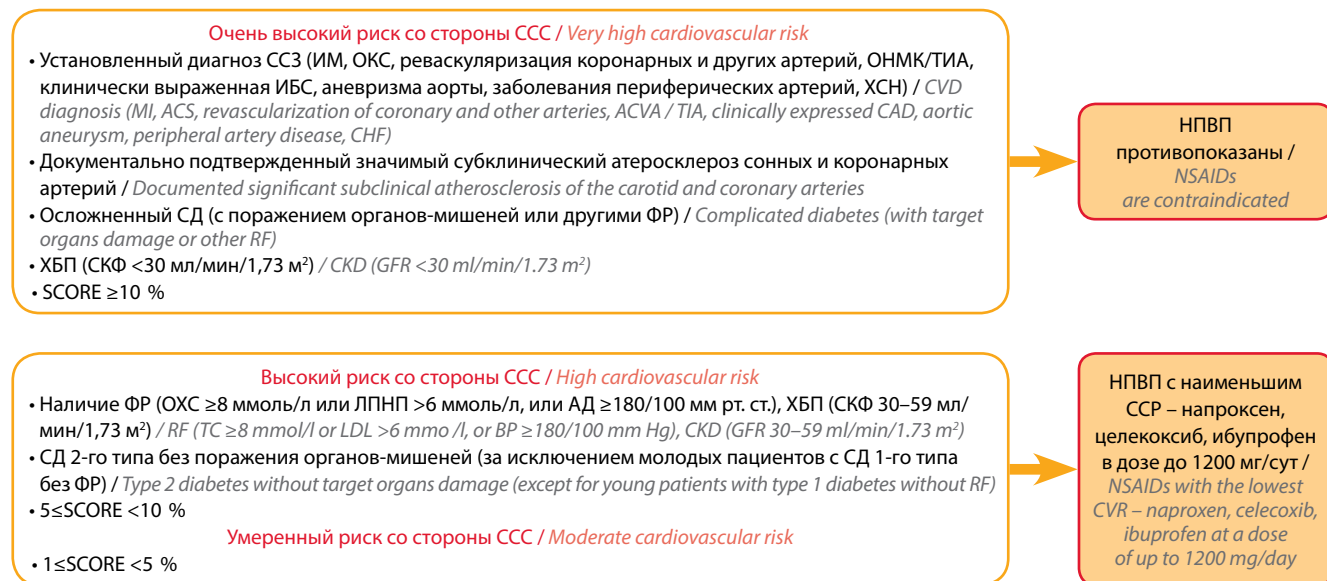 Очень высокий риск со стороны ССС / Very high cardiovascular risk
• Установленный диагноз ССЗ (ИМ, ОКС, реваскуляризация коронарных и других артерий, ОНМК/ТИА,
клинически выраженная ИБС, аневризма аорты, заболевания периферических артерий, ХСН) / CVD
diagnosis (MI, ACS, revascularization of coronary and other arteries, ACVA / TIA, clinically expressed CAD, aortic
aneurysm, peripheral artery disease, CHF)
• Документально подтвержденный значимый субклинический атеросклероз сонных и коронарных
артерий / Documented significant subclinical atherosclerosis of the carotid and coronary arteries
• Осложненный СД (с поражением органов-мишеней или другими ФР) / Complicated diabetes (with target
organs damage or other RF)
• ХБП (СКФ <30 мл/мин/1,73 м²) / CKD (GFR <30 ml/min/1.73 m²)
• SCORE ≥10 %
НПВП
противопоказаны /
NSAIDs
are contraindicated
Высокий риск со стороны ССС / High cardiovascular risk
• Наличие ФР (ОХС ≥8 ммоль/л или ЛПНП >6 ммоль/л, или АД ≥180/100 мм рт. ст.), ХБП (СКФ 30–59 мл/
мин/1,73 м²) / RF (TC ≥8 mmol/l or LDL >6 mmo /l, or BP ≥180/100 mm Hg), CKD (GFR 30–59 ml/min/1.73 m²)
• СД 2-го типа без поражения органов-мишеней (за исключением молодых пациентов с СД 1-го типа
без ФР) / Type 2 diabetes without target organs damage (except for young patients with type 1 diabetes without RF)
• 5≤SCORE <10 %
Умеренный риск со стороны ССС / Moderate cardiovascular risk
• 1≤SCORE <5 %
НПВП с наименьшим
ССР – напроксен,
целекоксиб, ибупрофен
в дозе до 1200 мг/сут /
NSAIDs with the lowest
CVR – naproxen, celecoxib,
ibuprofen at a dose
of up to 1200 mg/day